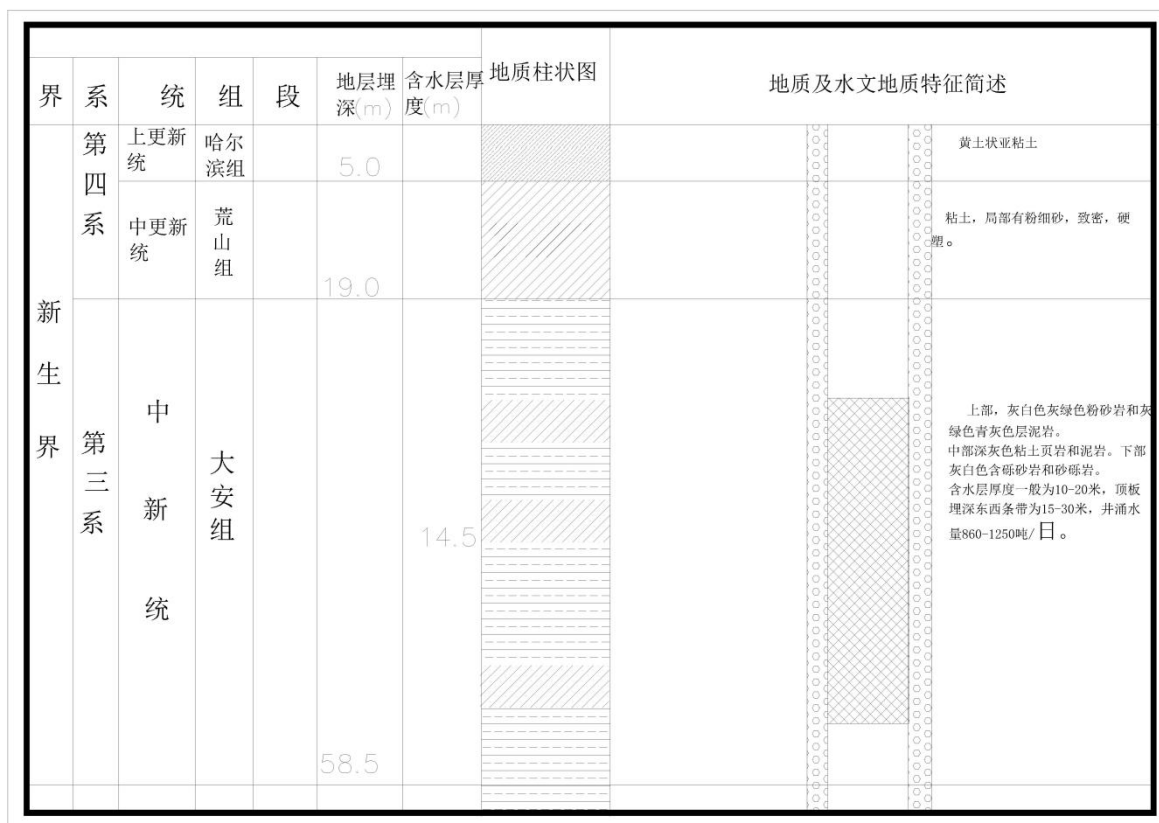 界
系
统
组
段
地层埋
深(m)
含水层厚
度(m)
地质柱状图
地质及水文地质特征简述
新生界
第四系
上更新
统
哈尔
滨组
5.0
黄土状亚粘土
中更新
统
荒山组
19.0
粘土，局部有粉细砂，致密，硬
塑。
第三系
中新统
大安组
14.5
58.5
上部，灰白色灰绿色粉砂岩和灰
绿色青灰色层泥岩。
中部深灰色粘土页岩和泥岩。下部
灰白色含砾砂岩和砂砾岩。
含水层厚度一般为10-20米，顶板
埋深东西条带为15-30米，井涌水
量860-1250吨/日。